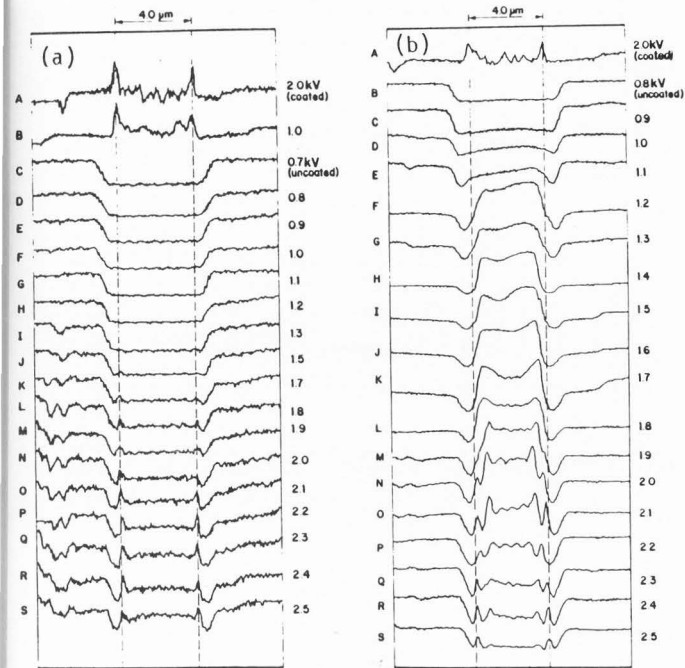 4.0 µm
(a)
A
2.0kV
(coated)
B
1.0
C
0.7kV
(uncoated)
D
0.8
E
0.9
F
1.0
G
1.1
H
1.2
I
1.3
J
1.5
K
1.7
L
1.8
M
1.9
N
2.0
O
2.1
P
2.2
Q
2.3
R
2.4
S
2.5
4.0 µm
(b)
A
2.0kV
(coated)
B
0.8kV
(uncoated)
C
0.9
D
1.0
E
1.1
F
1.2
G
1.3
H
1.4
I
1.5
J
1.6
K
1.7
L
1.8
M
1.9
N
2.0
O
2.1
P
2.2
Q
2.3
R
2.4
S
2.5